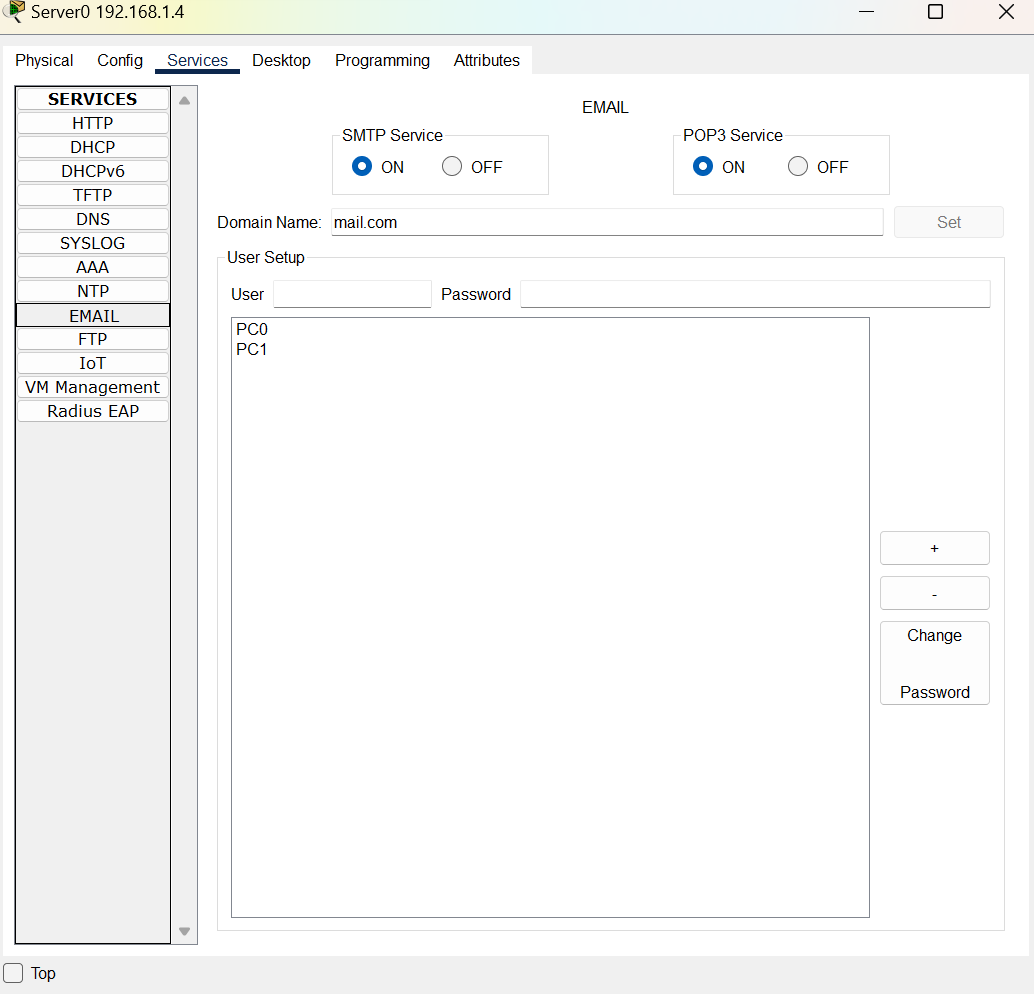 Server0 192.168.1.4
Physical Config Services Desktop Programming Attributes
SERVICES
HTTP
DHCP
DHCPv6
TFTP
DNS
SYSLOG
AAA
NTP
EMAIL
FTP
IoT
VM Management
Radius EAP
EMAIL
SMTP Service
ON OFF
POP3 Service
ON OFF
Domain Name: mail.com Set
User Setup
User Password
PC0
PC1
+
-
Change
Password
Top